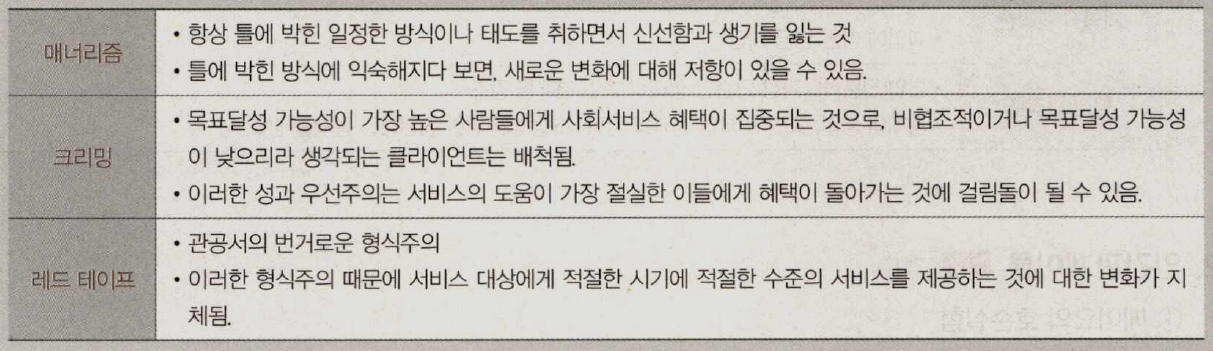 매너리즘
• 항상 틀에 박힌 일정한 방식이나 태도를 취하면서 신선함과 생기를 잃는 것
• 틀에 박힌 방식에 익숙해지다 보면, 새로운 변화에 대해 저항이 있을 수 있음.
크리밍
• 목표달성 가능성이 가장 높은 사람들에게 사회서비스 혜택이 집중되는 것으로, 비협조적이거나 목표달성 가능성
이 낮으리라 생각되는 클라이언트는 배척됨.
• 이러한 성과 우선주의는 서비스의 도움이 가장 절실한 이들에게 혜택이 돌아가는 것에 걸림돌이 될 수 있음.
레드 테이프
• 관공서의 번거로운 형식주의
• 이러한 형식주의 때문에 서비스 대상에게 적절한 시기에 적절한 수준의 서비스를 제공하는 것에 대한 변화가 지
체됨.